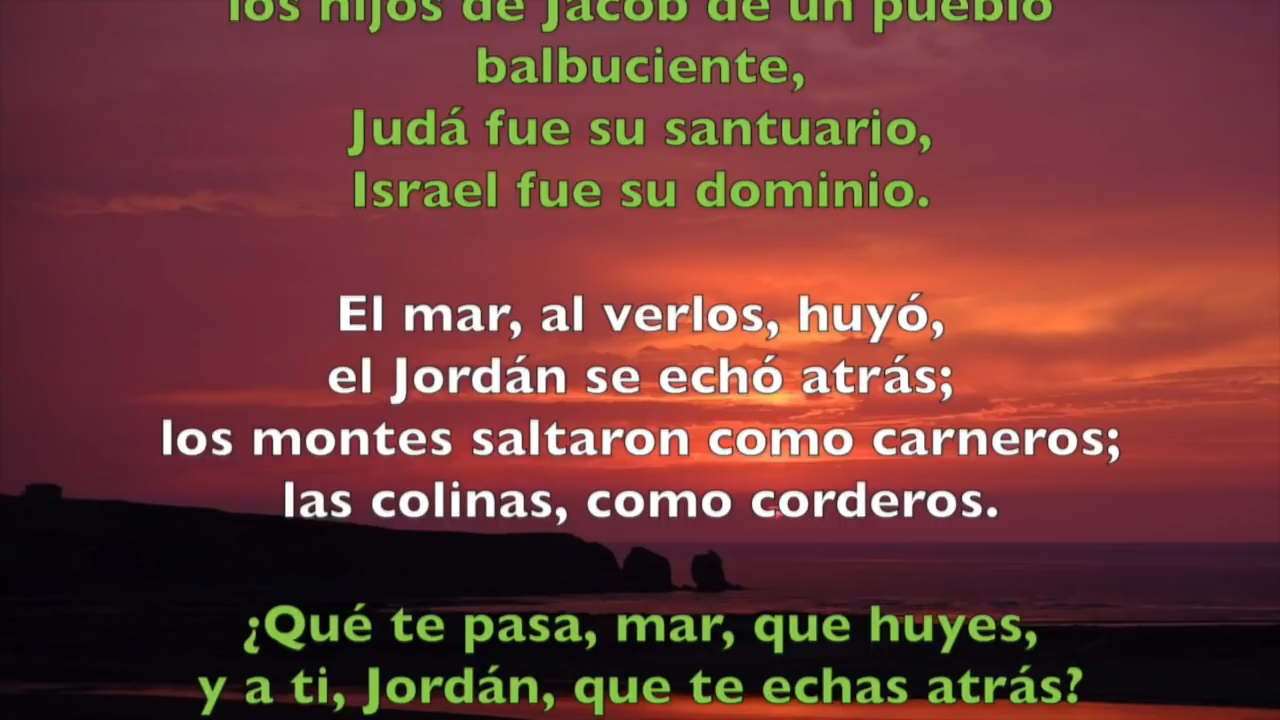 los hijos de Jacob de un pueblo
balbuciente,
Judá fue su santuario,
Israel fue su dominio.
El mar, al verlos, huyó,
el Jordán se echó atrás;
los montes saltaron como carneros;
las colinas, como corderos.
¿Qué te pasa, mar, que huyes,
y a ti, Jordán, que te echas atrás?